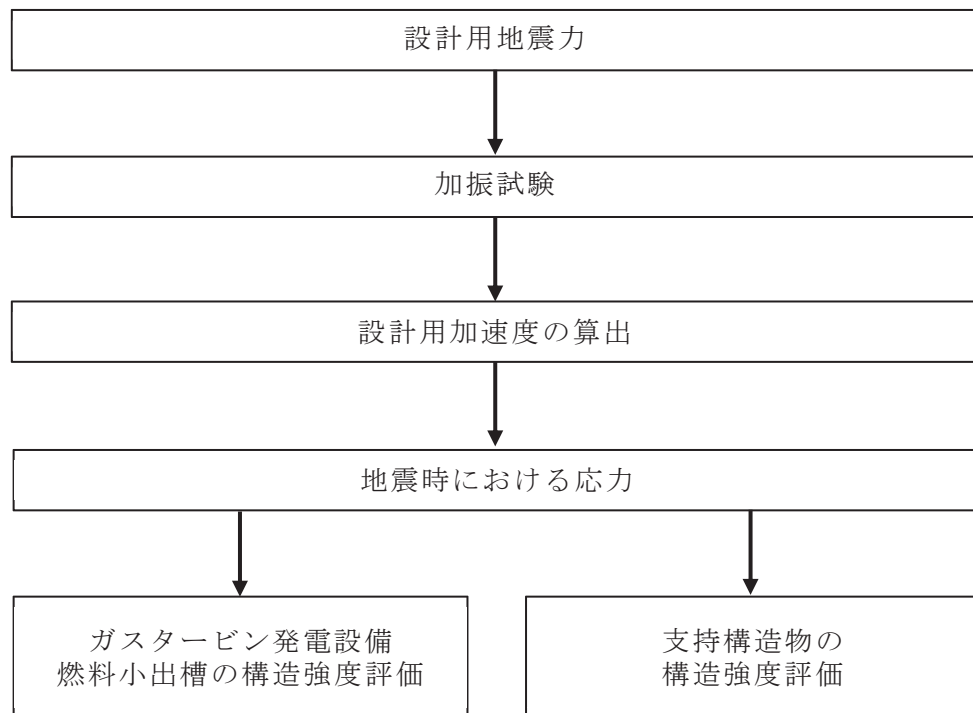 設計用地震力
加振試験
設計用加速度の算出
地震時における応力
ガスタービン発電設備
燃料小出槽の構造強度評価
支持構造物の
構造強度評価